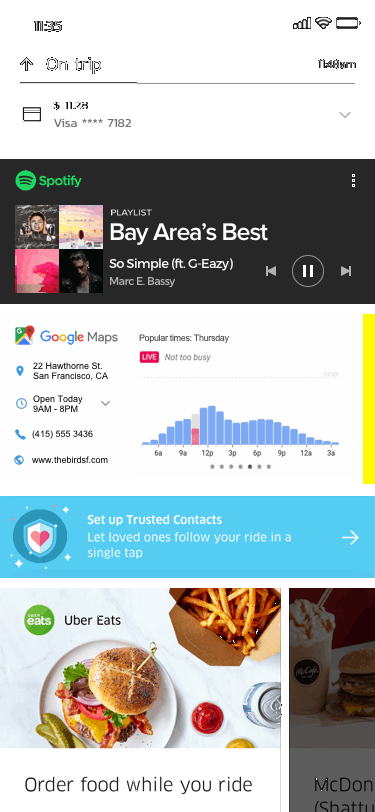 11:35
On trip
11:48am
$ 11.28
Visa **** 7182
Spotify
PLAYLIST
Bay Area's Best
So Simple (ft. G-Eazy)
Marc E. Bassy
Google Maps
22 Hawthorne St.
San Francisco, CA
Open Today
9AM - 8PM
(415) 555 3436
www.thebirdsf.com
Popular times: Thursday
LIVE Not too busy
6a 9a 12p 3p 6p 9p 12a 3a
Set up Trusted Contacts
Let loved ones follow your ride in a
single tap
UBER
eats
Uber Eats
McCafé
Order food while you ride
McDon
(Shattu